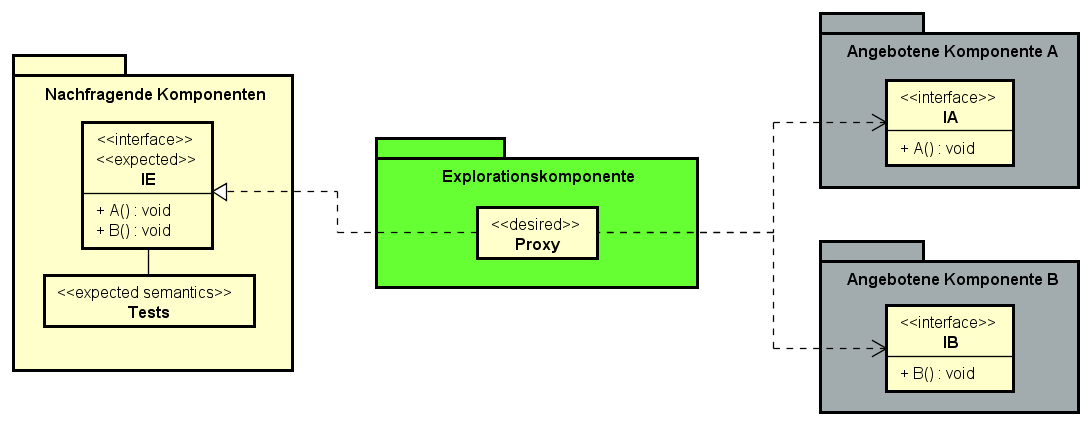 Nachfragende Komponenten
<<interface>>
<<expected>>
IE
+ A() : void
+ B() : void
<<expected semantics>>
Tests
Explorationskomponente
<<desired>>
Proxy
Angebotene Komponente A
<<interface>>
IA
+ A() : void
Angebotene Komponente B
<<interface>>
IB
+ B() : void